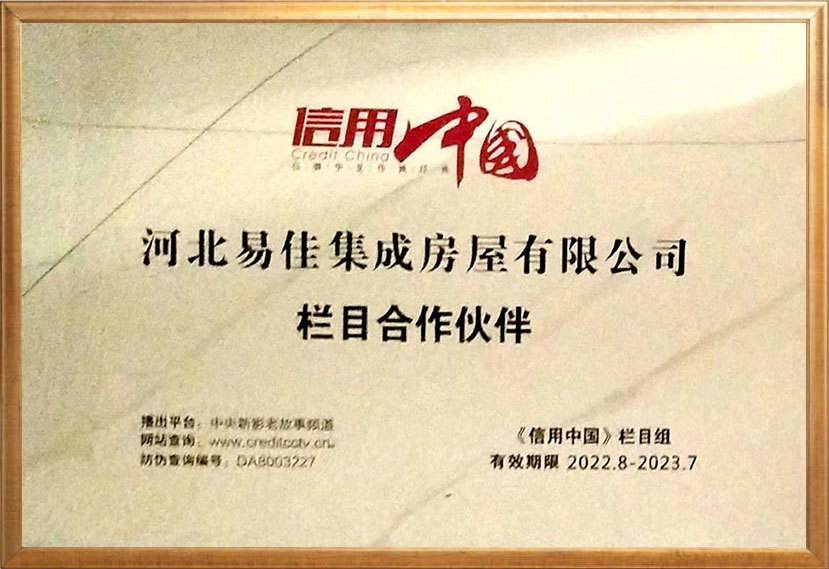 信用中国
Credit China
河北易佳集成房屋有限公司
栏目合作伙伴
播出平台：中央新影老故事频道
网站查询：www.creditcctv.cn
防伪查询编号：DA8003227
《信用中国》栏目组
有效期限 2022.8-2023.7